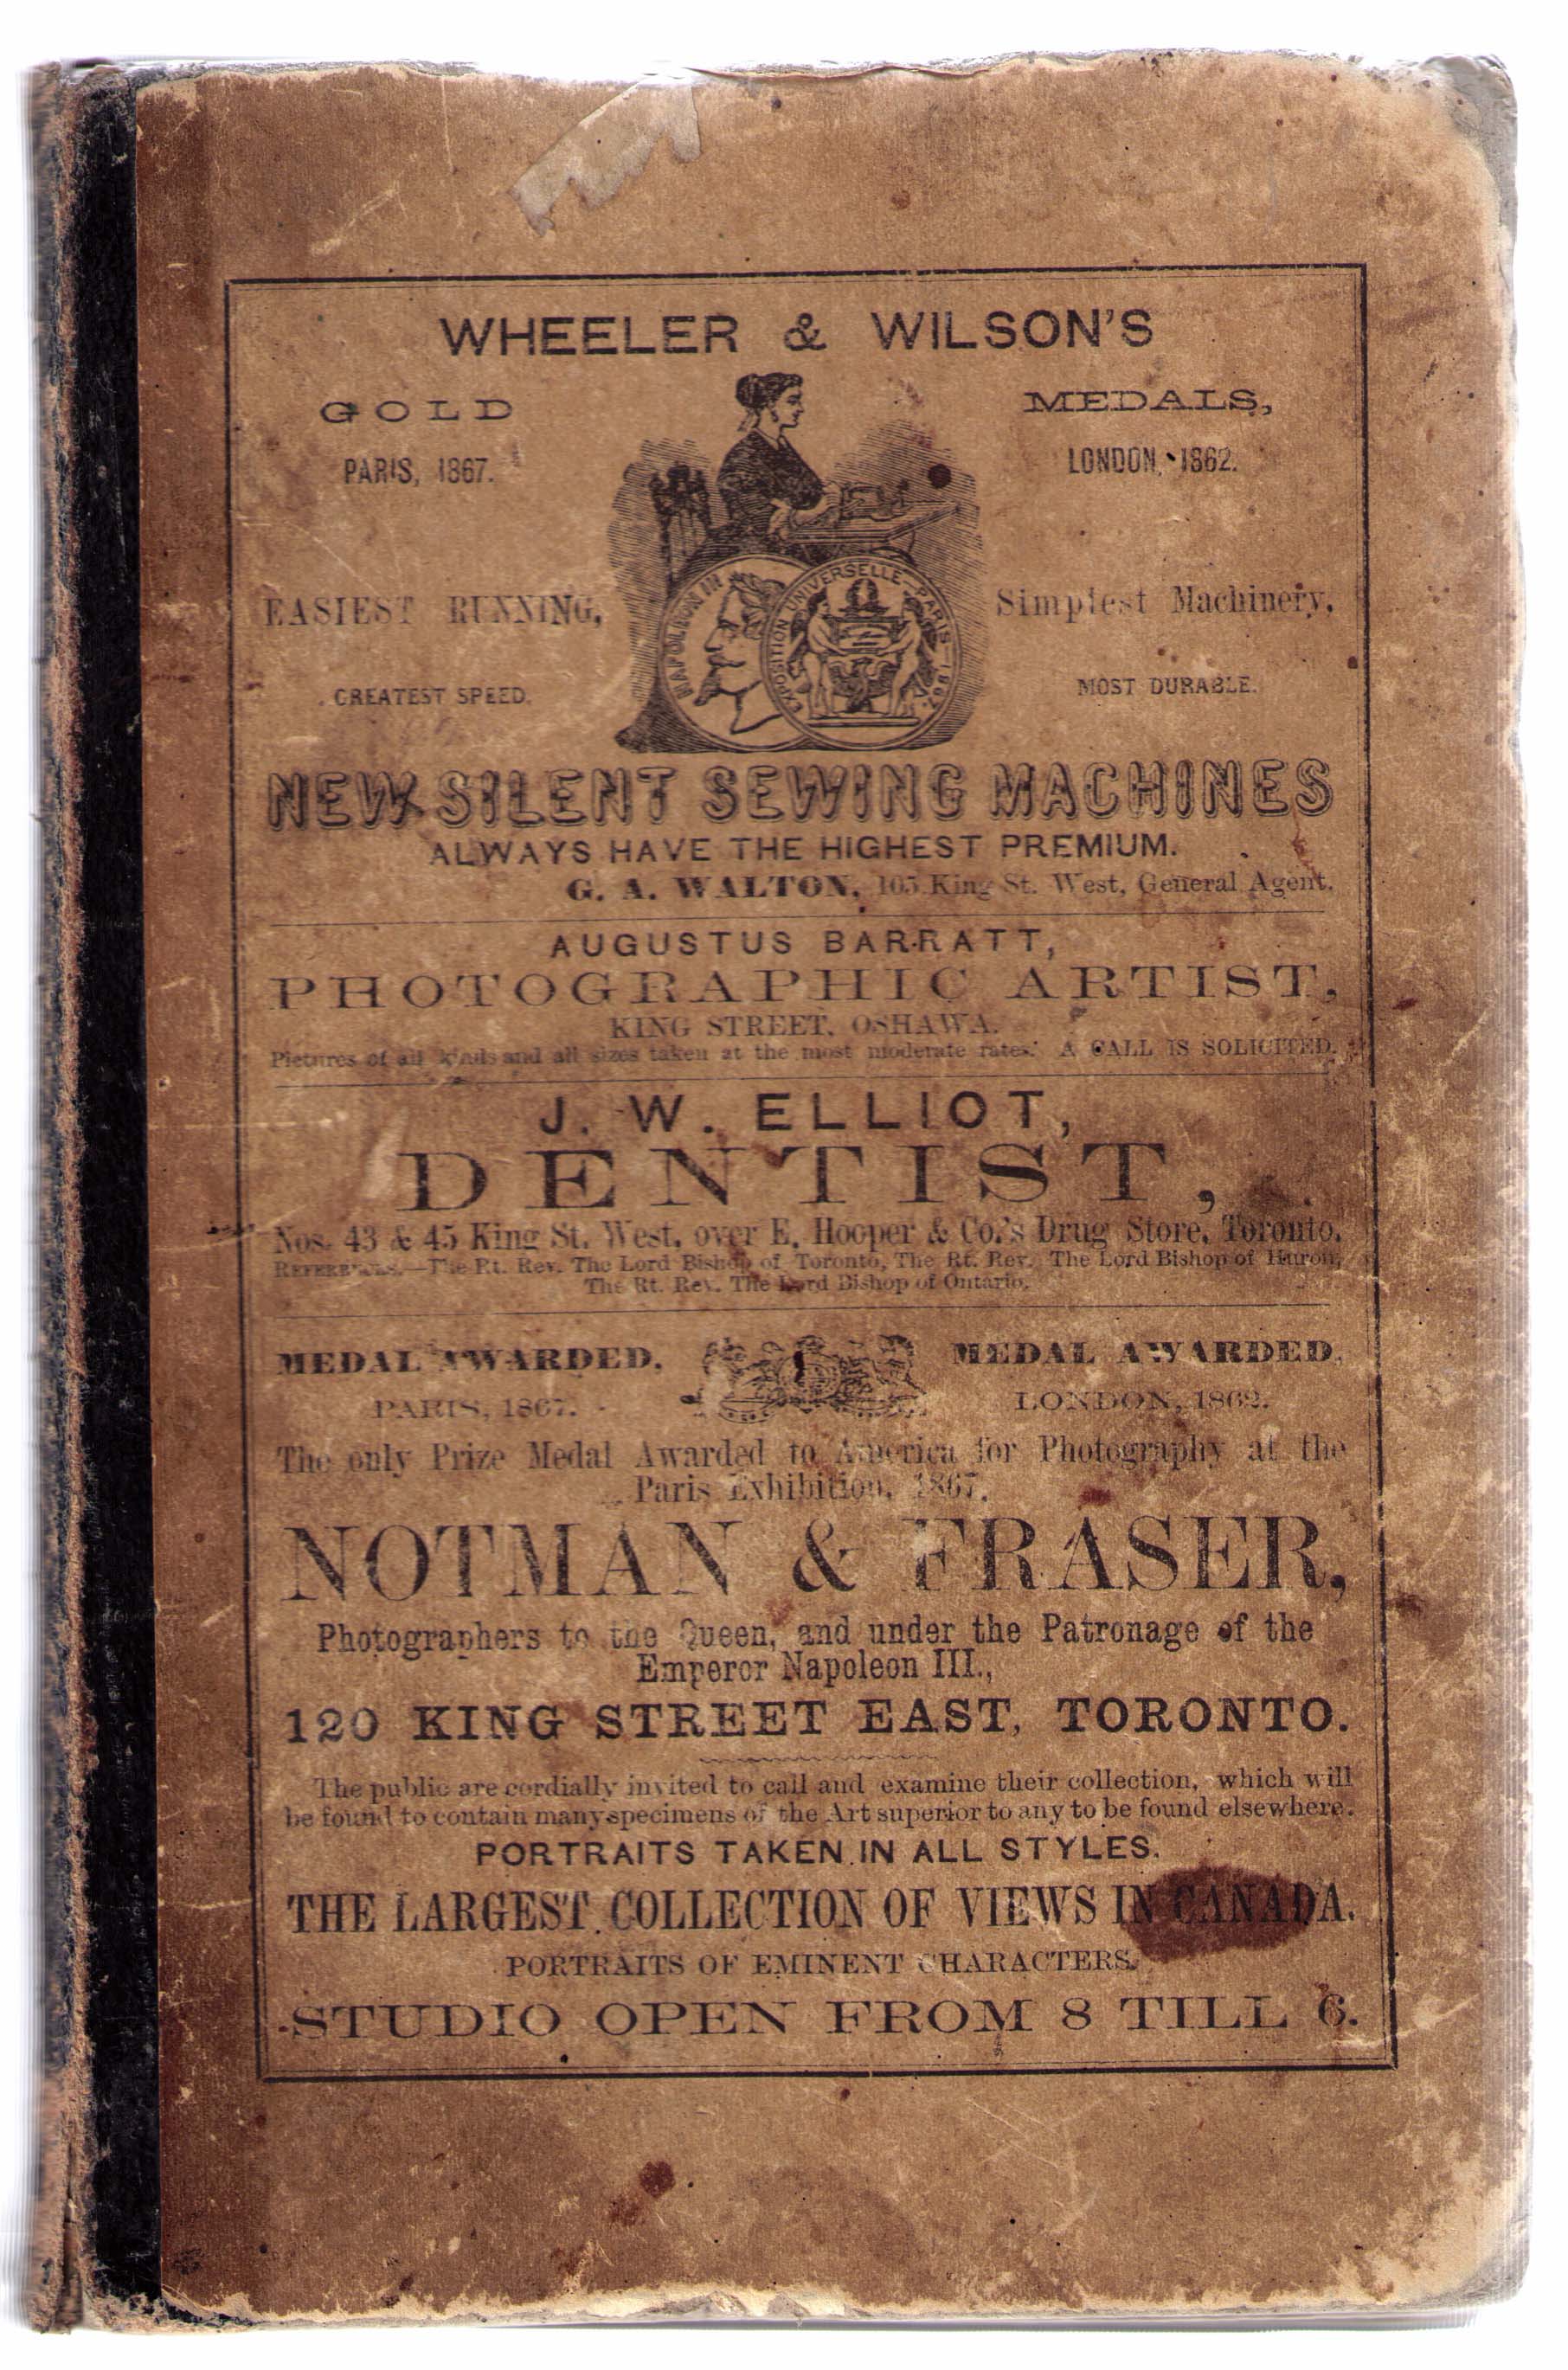 WHEELER & WILSON'S
GOLD MEDALS,
PARIS, 1867. LONDON, 1862.
NAPOLEON III
EXPOSITION UNIVERSELLE-PARIS-1867.
EASIEST RUNNING, Simplest Machinery,
GREATEST SPEED. MOST DURABLE.
NEW SILENT SEWING MACHINES
ALWAYS HAVE THE HIGHEST PREMIUM.
G. A. WALTON, 105 King St. West, General Agent.
AUGUSTUS BARRATT,
PHOTOGRAPHIC ARTIST,
KING STREET, OSHAWA.
Pictures of all kinds and all sizes taken at the most moderate rates. A CALL IS SOLICITED.
J. W. ELLIOT,
DENTIST,
Nos. 43 & 45 King St. West, over E. Hooper & Co.'s Drug Store, Toronto.
REFERENCES.—The Rt. Rev. The Lord Bishop of Toronto, The Rt. Rev. The Lord Bishop of Huron,
The Rt. Rev. The Lord Bishop of Ontario.
MEDAL AWARDED, MEDAL AWARDED,
PARIS, 1867. LONDON, 1862.
The only Prize Medal Awarded to America for Photography at the
Paris Exhibition, 1867.
NOTMAN & FRASER,
Photographers to the Queen, and under the Patronage of the
Emperor Napoleon III.,
120 KING STREET EAST, TORONTO.
The public are cordially invited to call and examine their collection, which will
be found to contain many specimens of the Art superior to any to be found elsewhere.
PORTRAITS TAKEN IN ALL STYLES.
THE LARGEST COLLECTION OF VIEWS IN CANADA.
PORTRAITS OF EMINENT CHARACTERS.
STUDIO OPEN FROM 8 TILL 6.